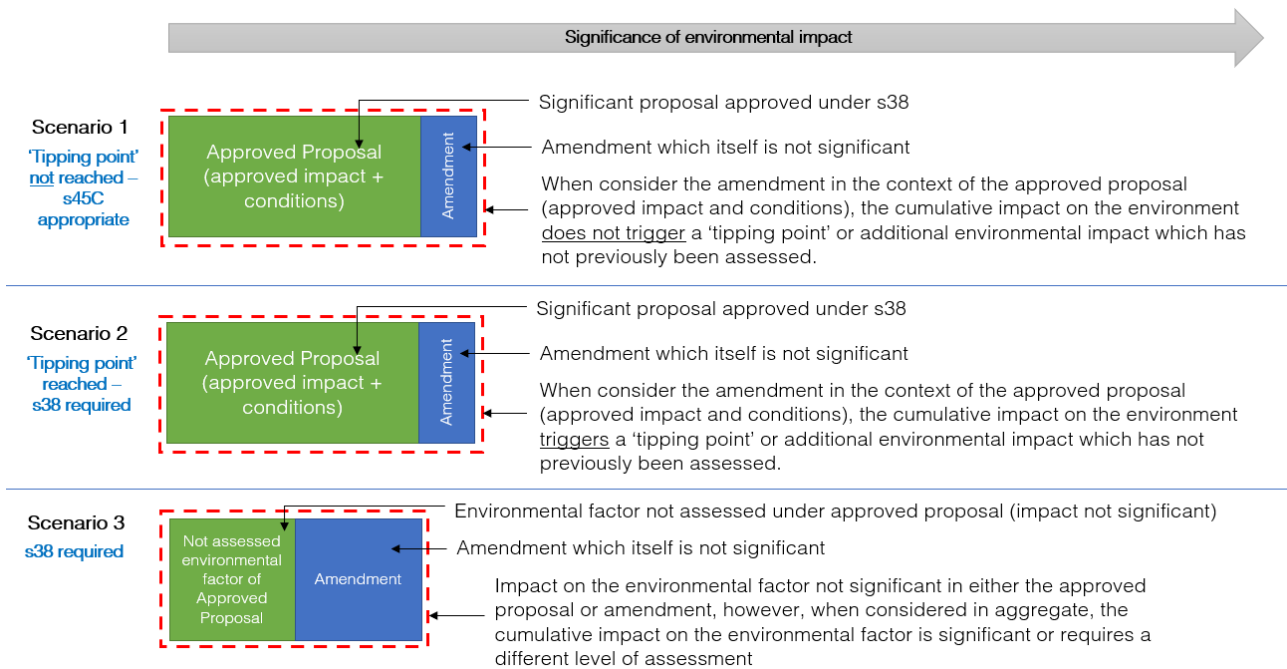 Significance of environmental impact
Scenario 1
'Tipping point'
not reached –
s45C
appropriate
Approved Proposal
(approved impact +
conditions)
Amendment
Significant proposal approved under s38
Amendment which itself is not significant
When consider the amendment in the context of the approved proposal
(approved impact and conditions), the cumulative impact on the environment
does not trigger a 'tipping point' or additional environmental impact which has
not previously been assessed.
Scenario 2
'Tipping point'
reached –
s38 required
Approved Proposal
(approved impact +
conditions)
Amendment
Significant proposal approved under s38
Amendment which itself is not significant
When consider the amendment in the context of the approved proposal
(approved impact and conditions), the cumulative impact on the environment
triggers a 'tipping point' or additional environmental impact which has not
previously been assessed.
Scenario 3
s38 required
Not assessed
environmental
factor of
Approved
Proposal
Amendment
Environmental factor not assessed under approved proposal (impact not significant)
Amendment which itself is not significant
Impact on the environmental factor not significant in either the approved
proposal or amendment, however, when considered in aggregate, the
cumulative impact on the environmental factor is significant or requires a
different level of assessment